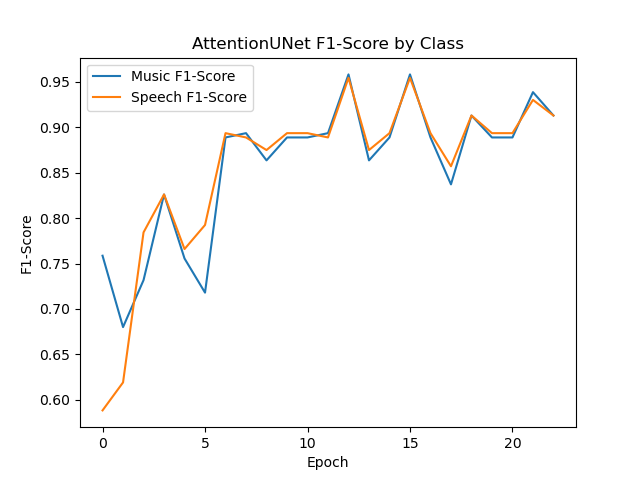 AttentionUNet F1-Score by Class
Music F1-Score
Speech F1-Score
F1-Score
0.95
0.90
0.85
0.80
0.75
0.70
0.65
0.60
0 5 10 15 20
Epoch